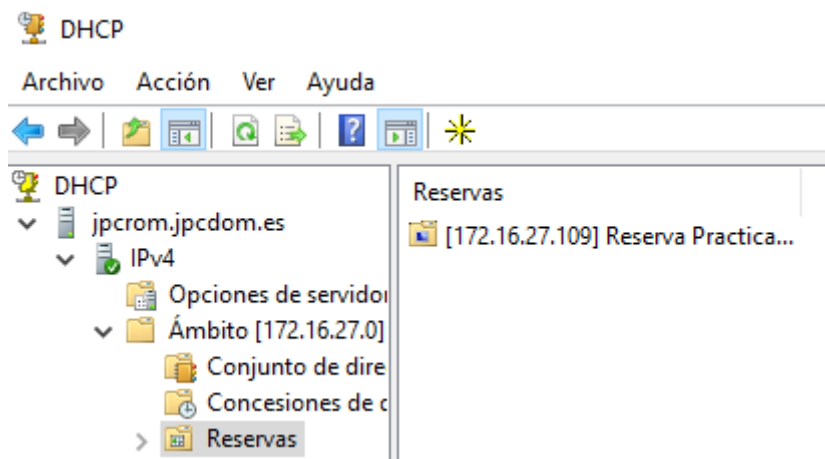 DHCP
Archivo Acción Ver Ayuda
DHCP
jpcrom.jpcdom.es
IPv4
Opciones de servidor
Ámbito [172.16.27.0]
Conjunto de dire
Concesiones de c
Reservas
Reservas
[172.16.27.109] Reserva Practica...